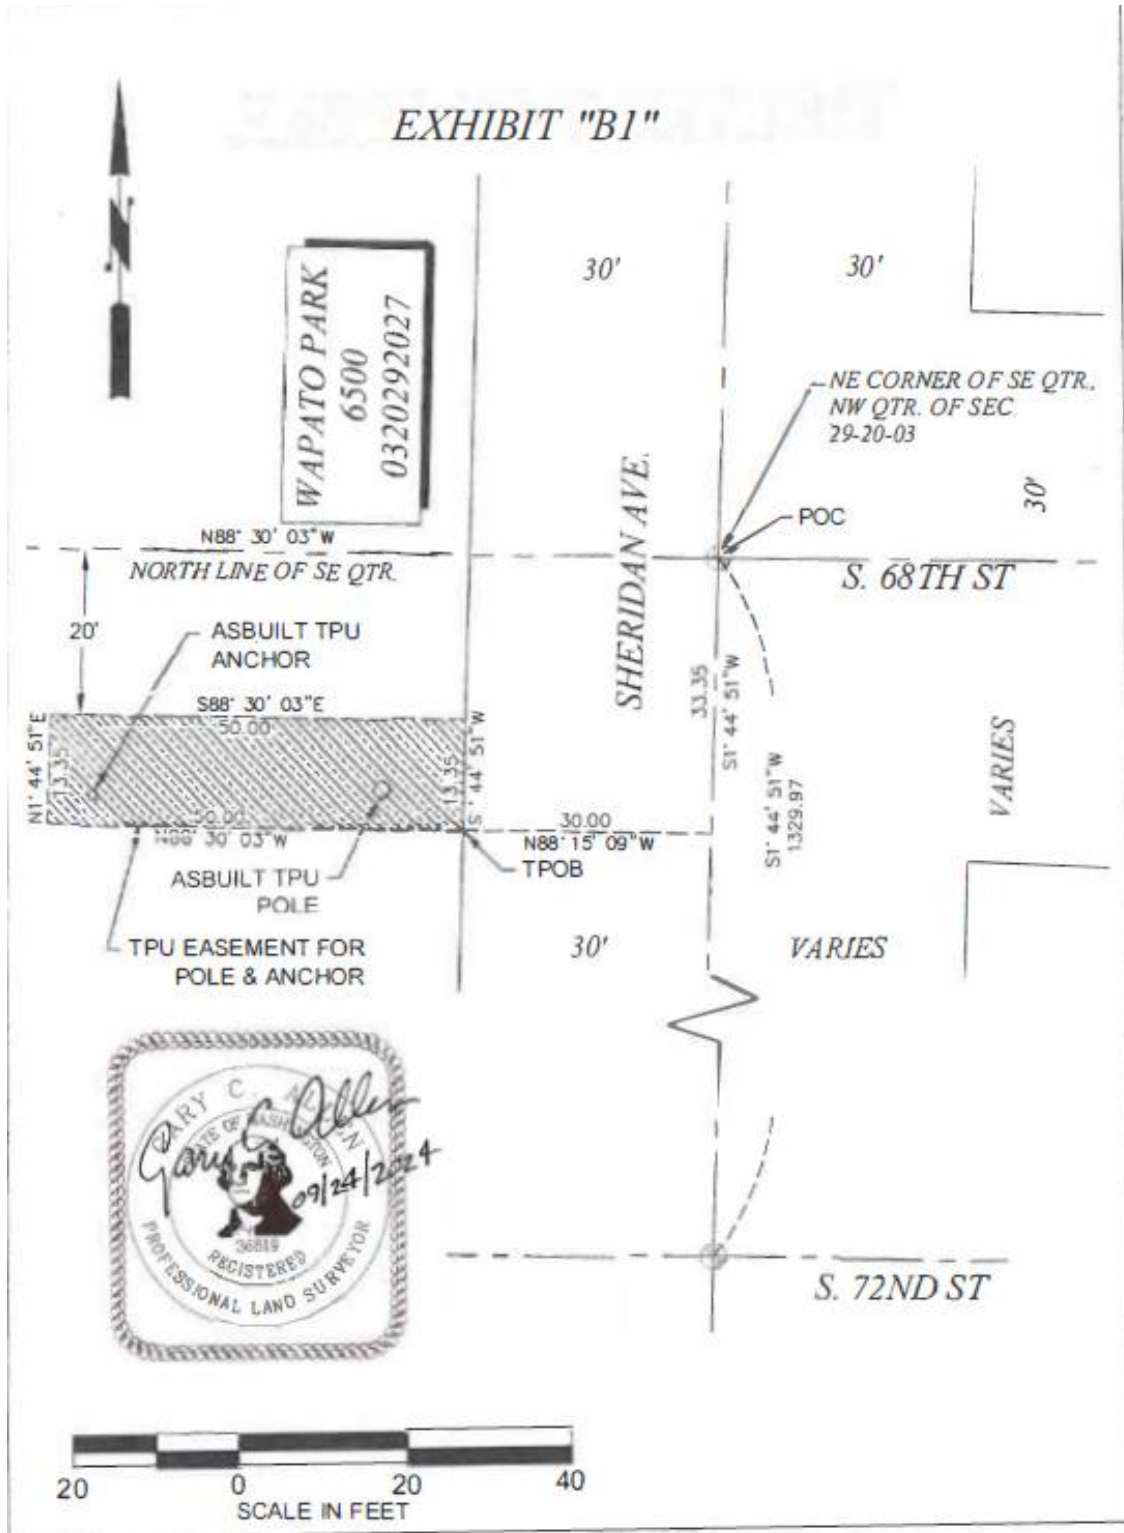 EXHIBIT "B1"
30'
30'
WAPATO PARK
6500
0320292027
NE CORNER OF SE QTR.,
NW QTR. OF SEC
29-20-03
30'
POC
SHERIDAN AVE.
N88° 30' 03"W
NORTH LINE OF SE QTR.
S. 68TH ST
20'
ASBUILT TPU
ANCHOR
33.35
S1° 44' 51"W
S88° 30' 03"E
50.00
N1° 44' 51"E
13.35
13.35
S1° 44' 51"W
VARIES
S1° 44' 51"W
1329.97
50.00
N88° 30' 03"W
30.00
N88° 15' 09"W
TPOB
ASBUILT TPU
POLE
TPU EASEMENT FOR
POLE & ANCHOR
30'
VARIES
GARY C. ALLEN
STATE OF WASHINGTON
Gary C Allen
09/24/2024
36819
REGISTERED
PROFESSIONAL LAND SURVEYOR
S. 72ND ST
20 0 20 40
SCALE IN FEET